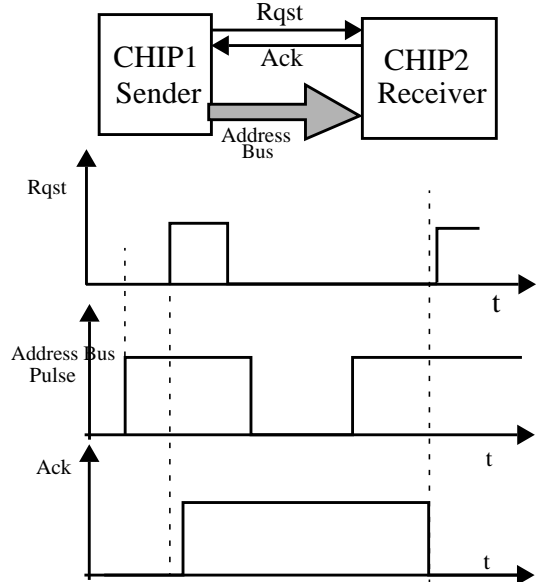 Rqst
Ack
CHIP1
Sender
CHIP2
Receiver
Address
Bus
Rqst
t
Address Bus
Pulse
t
Ack
t